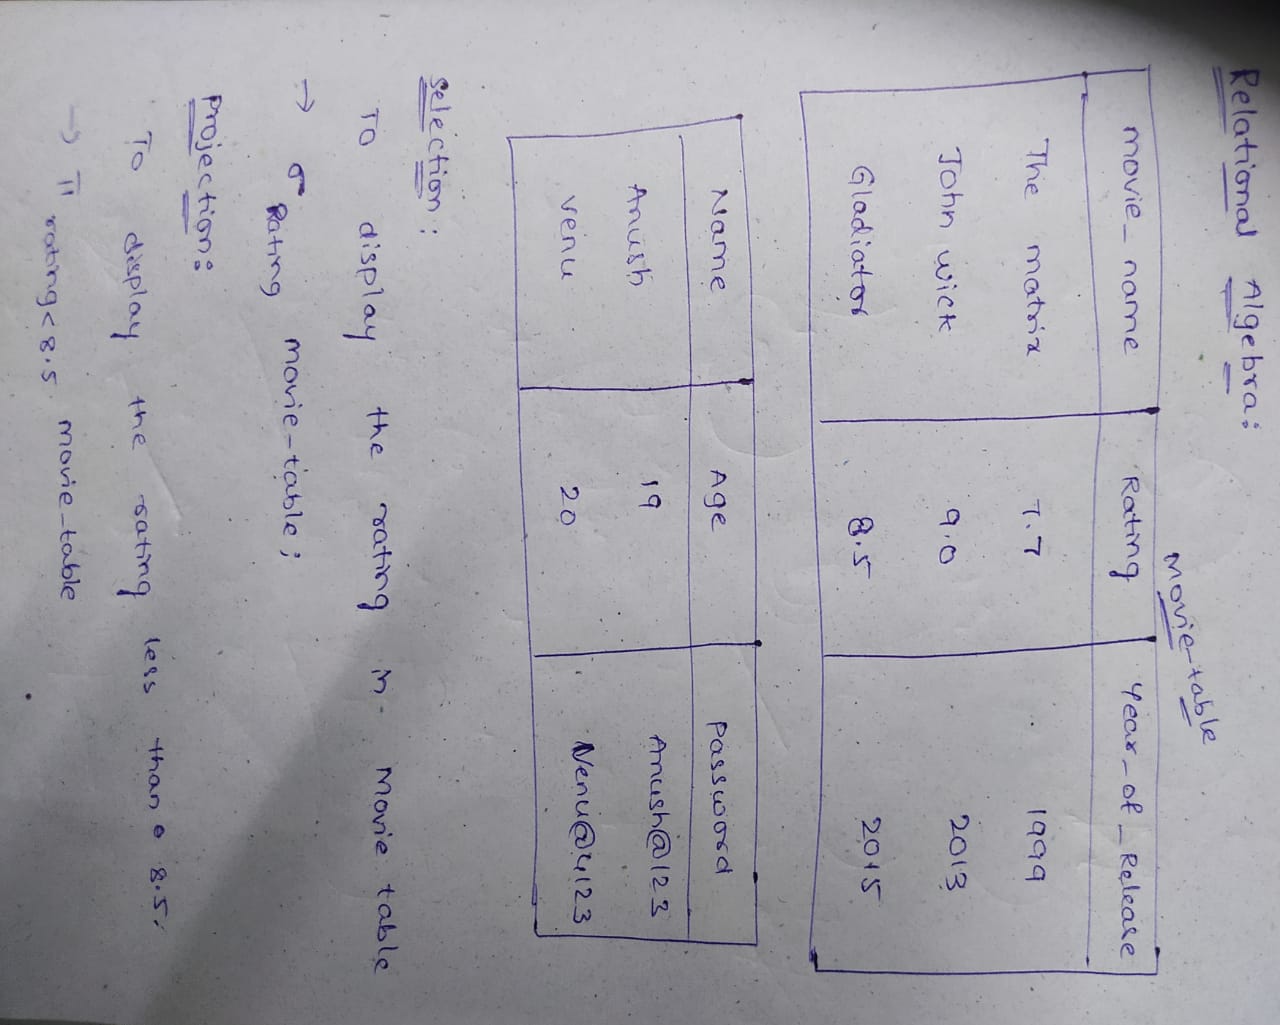 Relational Algebra:
movie-table
movie_name Rating Year_of_Release
The matrix 7.7 1999
John wick 9.0 2013
Gladiator 8.5 2015
Name Age Password
Anush 19 Anush@123
venu 20 Venu@4123
Selection:
To display the rating in Movie table
→ σ Rating movie-table;
Projection:
To display the rating less than 8.5.
→ π rating<8.5 movie_table